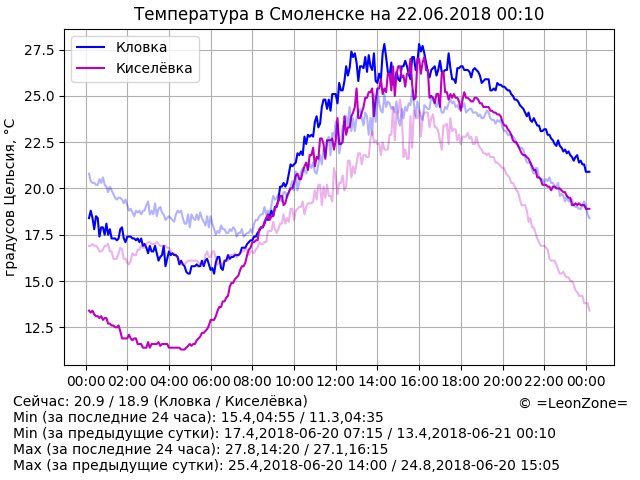 Температура в Смоленске на 22.06.2018 00:10
Кловка
Киселёвка
градусов Цельсия, °C
27.5
25.0
22.5
20.0
17.5
15.0
12.5
00:00 02:00 04:00 06:00 08:00 10:00 12:00 14:00 16:00 18:00 20:00 22:00 00:00
Сейчас: 20.9 / 18.9 (Кловка / Киселёвка)
© =LeonZone=
Min (за последние 24 часа): 15.4,04:55 / 11.3,04:35
Min (за предыдущие сутки): 17.4,2018-06-20 07:15 / 13.4,2018-06-21 00:10
Max (за последние 24 часа): 27.8,14:20 / 27.1,16:15
Max (за предыдущие сутки): 25.4,2018-06-20 14:00 / 24.8,2018-06-20 15:05